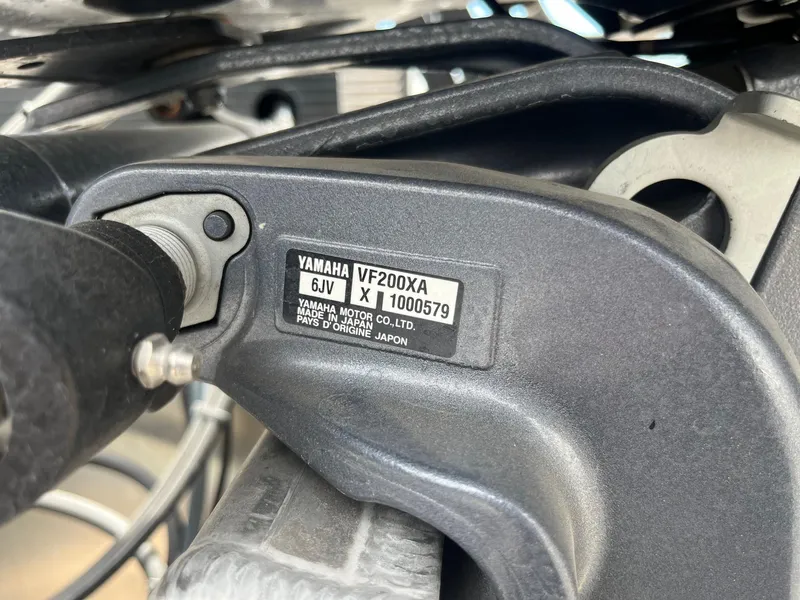 YAMAHA VF200XA
6JV X 1000579
YAMAHA MOTOR CO.,LTD.
MADE IN JAPAN
PAYS D'ORIGINE JAPON